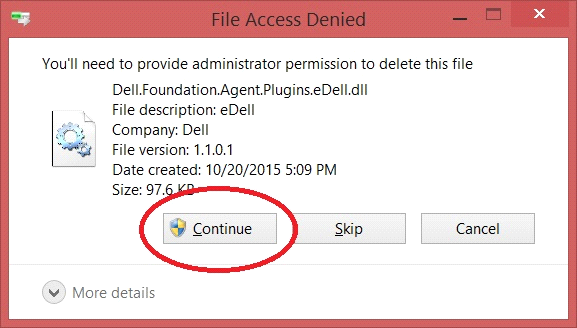 File Access Denied
You'll need to provide administrator permission to delete this file
Dell.Foundation.Agent.Plugins.eDell.dll
File description: eDell
Company: Dell
File version: 1.1.0.1
Date created: 10/20/2015 5:09 PM
Size: 97.6 KB
Continue Skip Cancel
More details